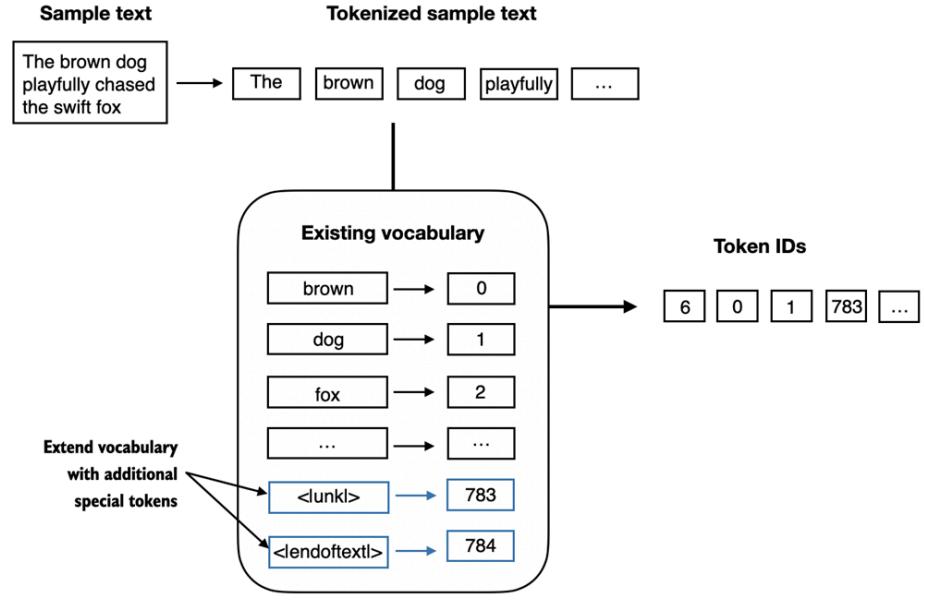 Sample text
Tokenized sample text
The brown dog
playfully chased
the swift fox
The
brown
dog
playfully
...
Existing vocabulary
brown
0
dog
1
fox
2
...
...
<|unk|>
783
<|endoftext|>
784
Extend vocabulary
with additional
special tokens
Token IDs
6
0
1
783
...